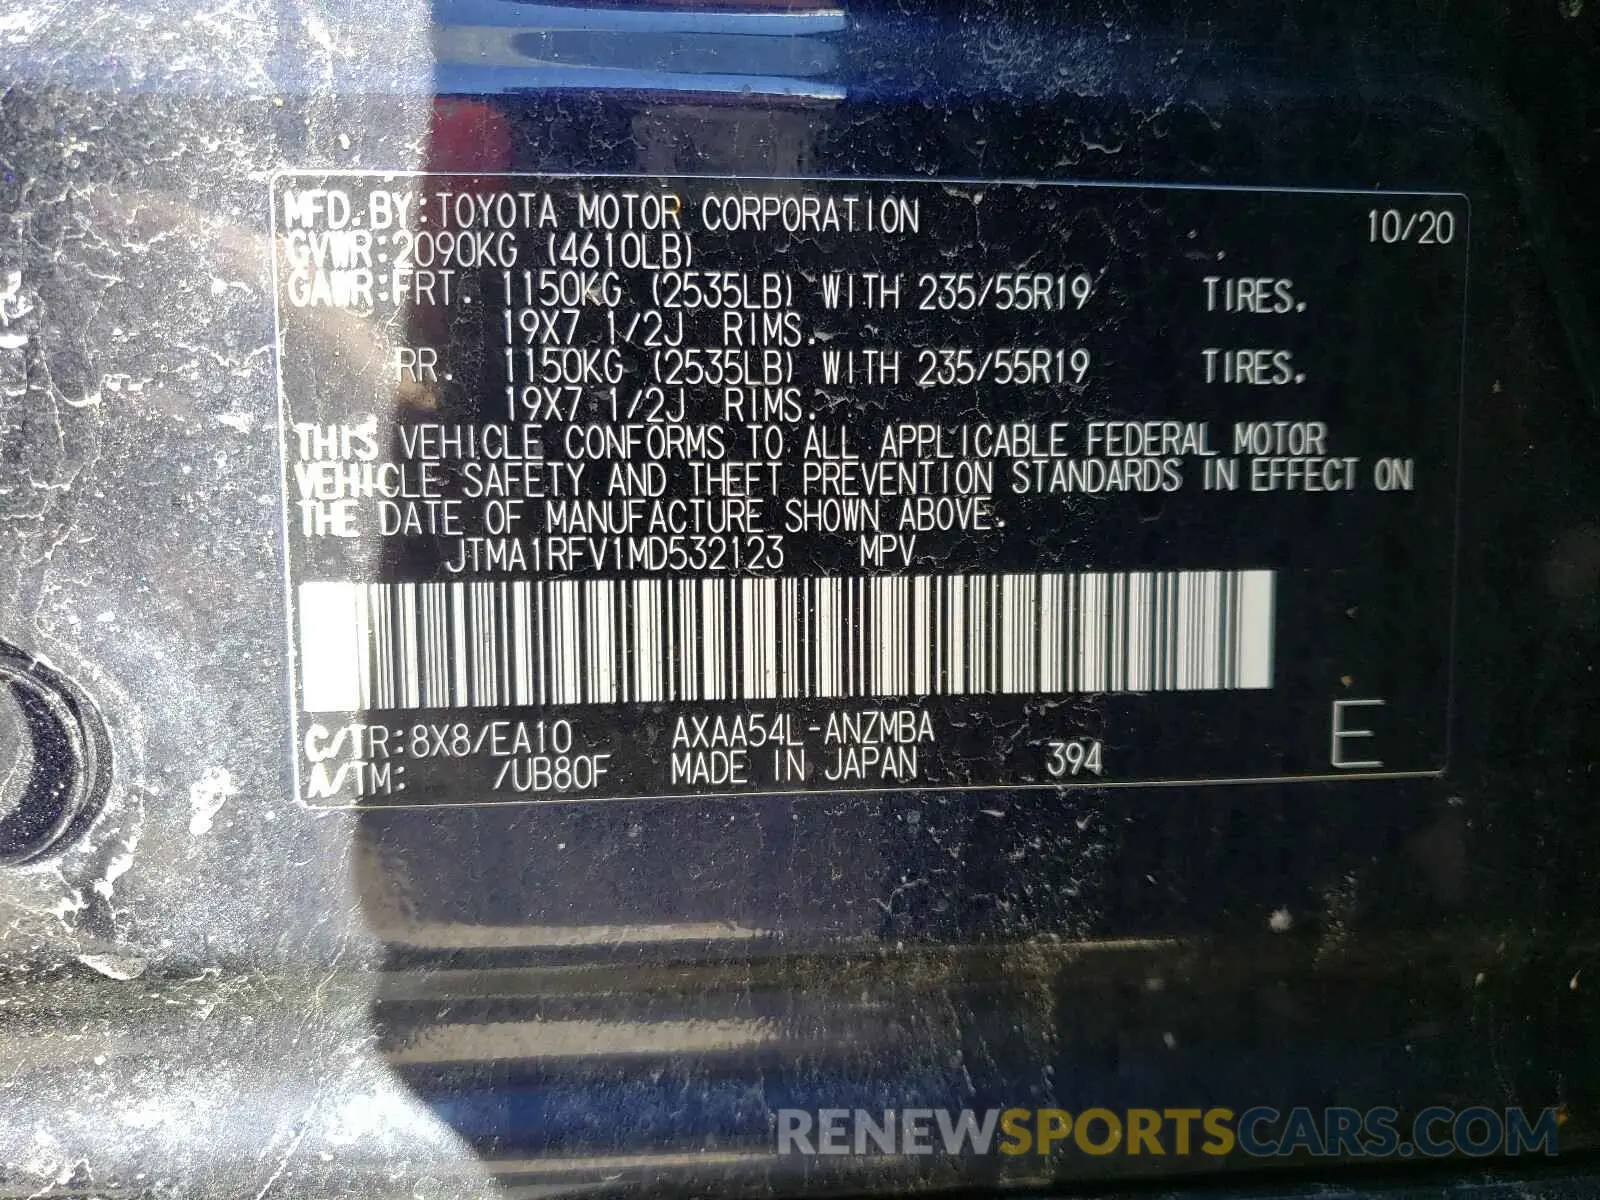 MFD.BY:TOYOTA MOTOR CORPORATION 10/20
GVWR:2090KG (4610LB)
GAWR:FRT. 1150KG (2535LB) WITH 235/55R19 TIRES.
19X7 1/2J RIMS.
RR. 1150KG (2535LB) WITH 235/55R19 TIRES.
19X7 1/2J RIMS.
THIS VEHICLE CONFORMS TO ALL APPLICABLE FEDERAL MOTOR
VEHICLE SAFETY AND THEFT PREVENTION STANDARDS IN EFFECT ON
THE DATE OF MANUFACTURE SHOWN ABOVE.
JTMA1RFV1MD532123 MPV
C/TR:8X8/EA10 AXAA54L-ANZMBA
A/TM: /UB80F MADE IN JAPAN 394 E
RENEWSPORTSCARS.COM